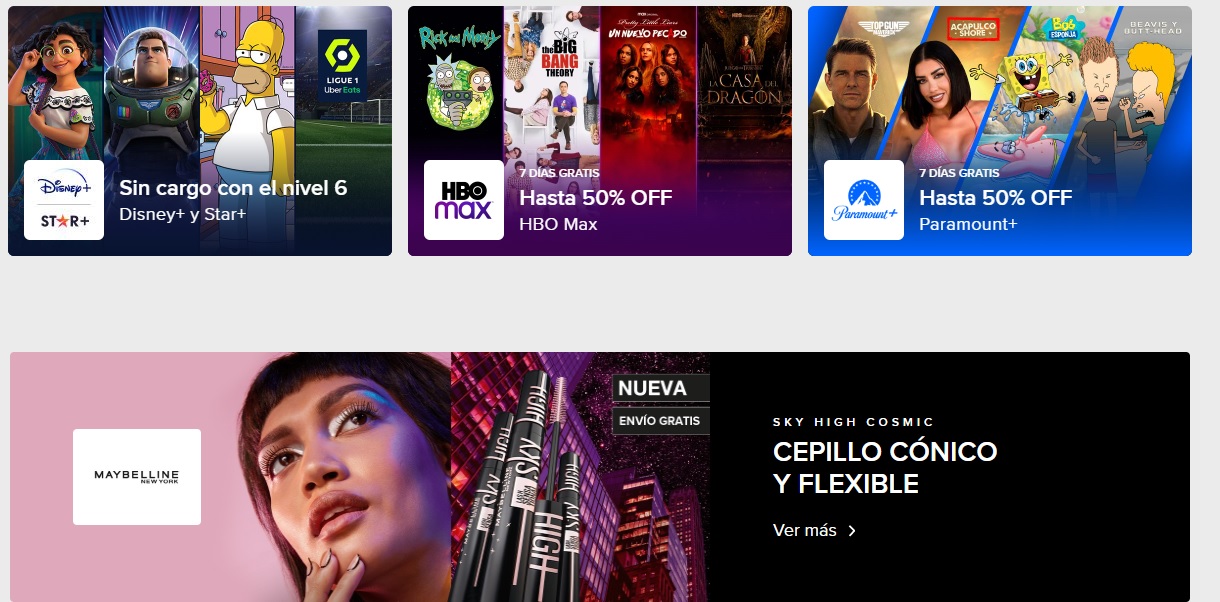 LIGUE 1
Uber Eats
Disney+
STAR+
Sin cargo con el nivel 6
Disney+ y Star+
Rick and Morty
the BIG
BANG
THEORY
Pretty Little Liars
UN NUEVO PEC DO
HBO
LA CASA DEL
DRAGÓN
HBO
max
7 DÍAS GRATIS
Hasta 50% OFF
HBO Max
TOP GUN
MAVERICK
ACAPULCO
SHORE
Bob
ESPONJA
BEAVIS Y
BUTT-HEAD
Paramount+
7 DÍAS GRATIS
Hasta 50% OFF
Paramount+
MAYBELLINE
NEW YORK
SKY HIGH
SKY HIGH
SKY HIGH
HIGH
NUEVA
ENVÍO GRATIS
SKY HIGH COSMIC
CEPILLO CÓNICO
Y FLEXIBLE
Ver más